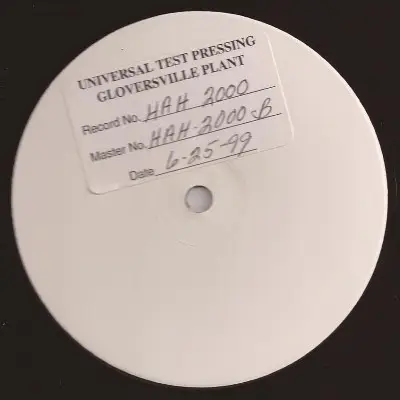 UNIVERSAL TEST PRESSING
GLOVERSVILLE PLANT
Record No. HAH 2000
Master No. HAH-2000-B
Date 6-25-99